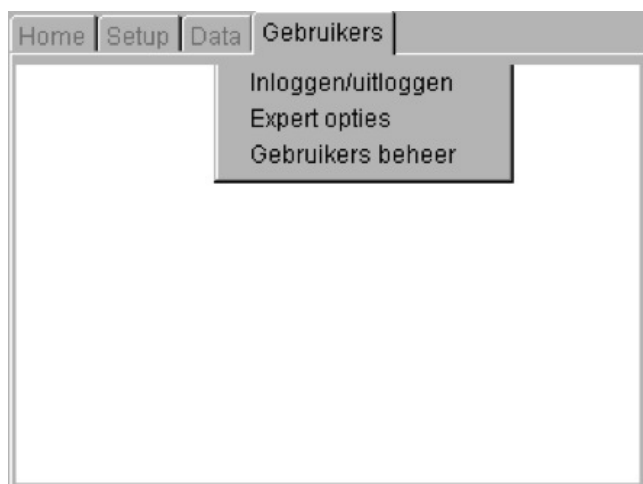 Home Setup Data Gebruikers
Inloggen/uitloggen
Expert opties
Gebruikers beheer